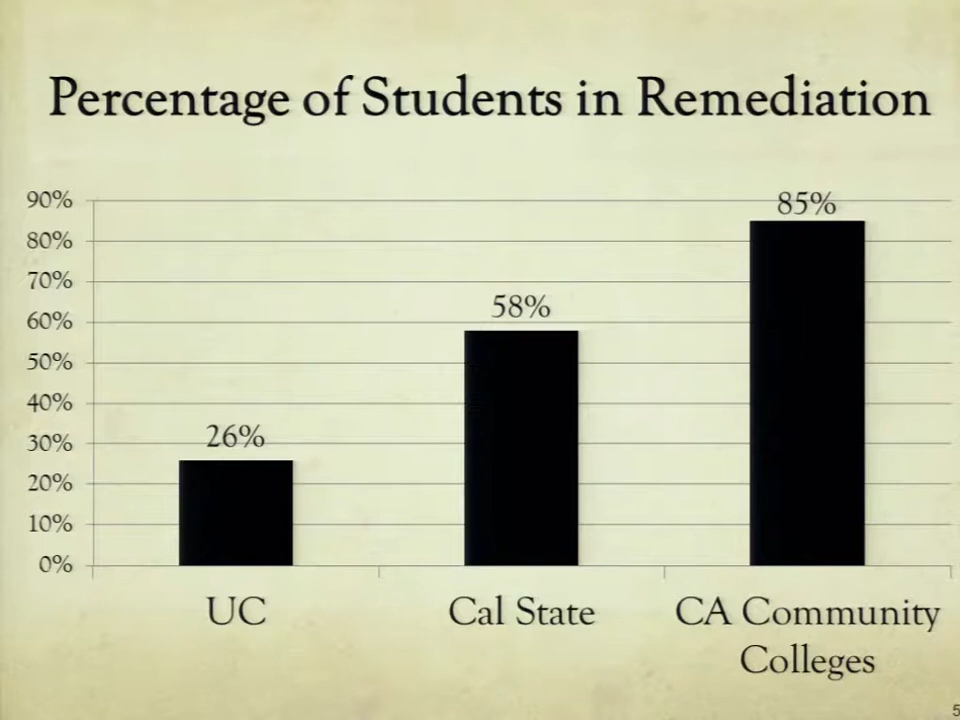 Percentage of Students in Remediation
90%
80%
70%
60%
50%
40%
30%
20%
10%
0%
26%
58%
85%
UC
Cal State
CA Community
Colleges
5